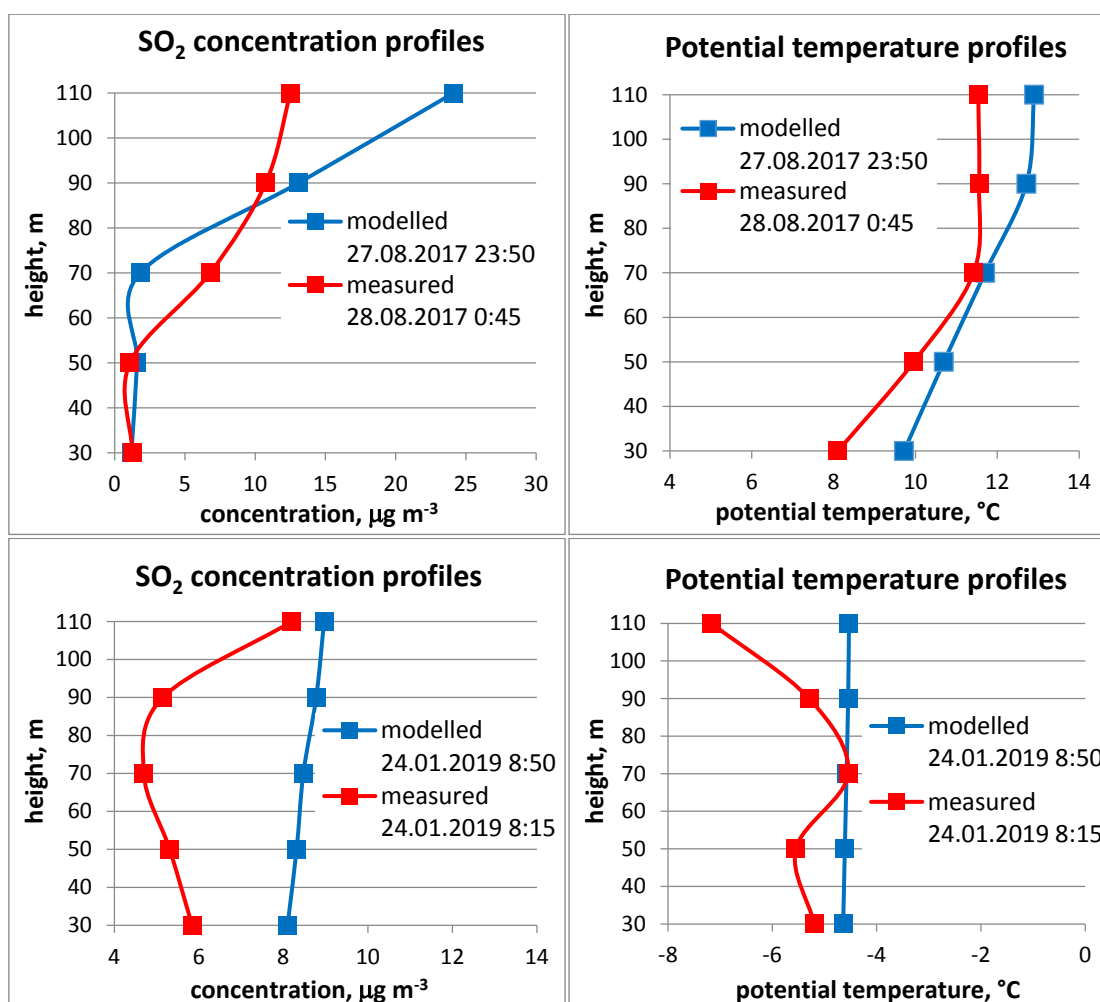 SO₂ concentration profiles
110
100
90
80
70
60
50
40
30
height, m
modelled
27.08.2017 23:50
measured
28.08.2017 0:45
0 5 10 15 20 25 30
concentration, µg m⁻³
Potential temperature profiles
110
100
90
80
70
60
50
40
30
height, m
modelled
27.08.2017 23:50
measured
28.08.2017 0:45
4 6 8 10 12 14
potential temperature, °C
SO₂ concentration profiles
110
100
90
80
70
60
50
40
30
height, m
modelled
24.01.2019 8:50
measured
24.01.2019 8:15
4 6 8 10 12 14
concentration, µg m⁻³
Potential temperature profiles
110
100
90
80
70
60
50
40
30
height, m
modelled
24.01.2019 8:50
measured
24.01.2019 8:15
-8 -6 -4 -2 0
potential temperature, °C